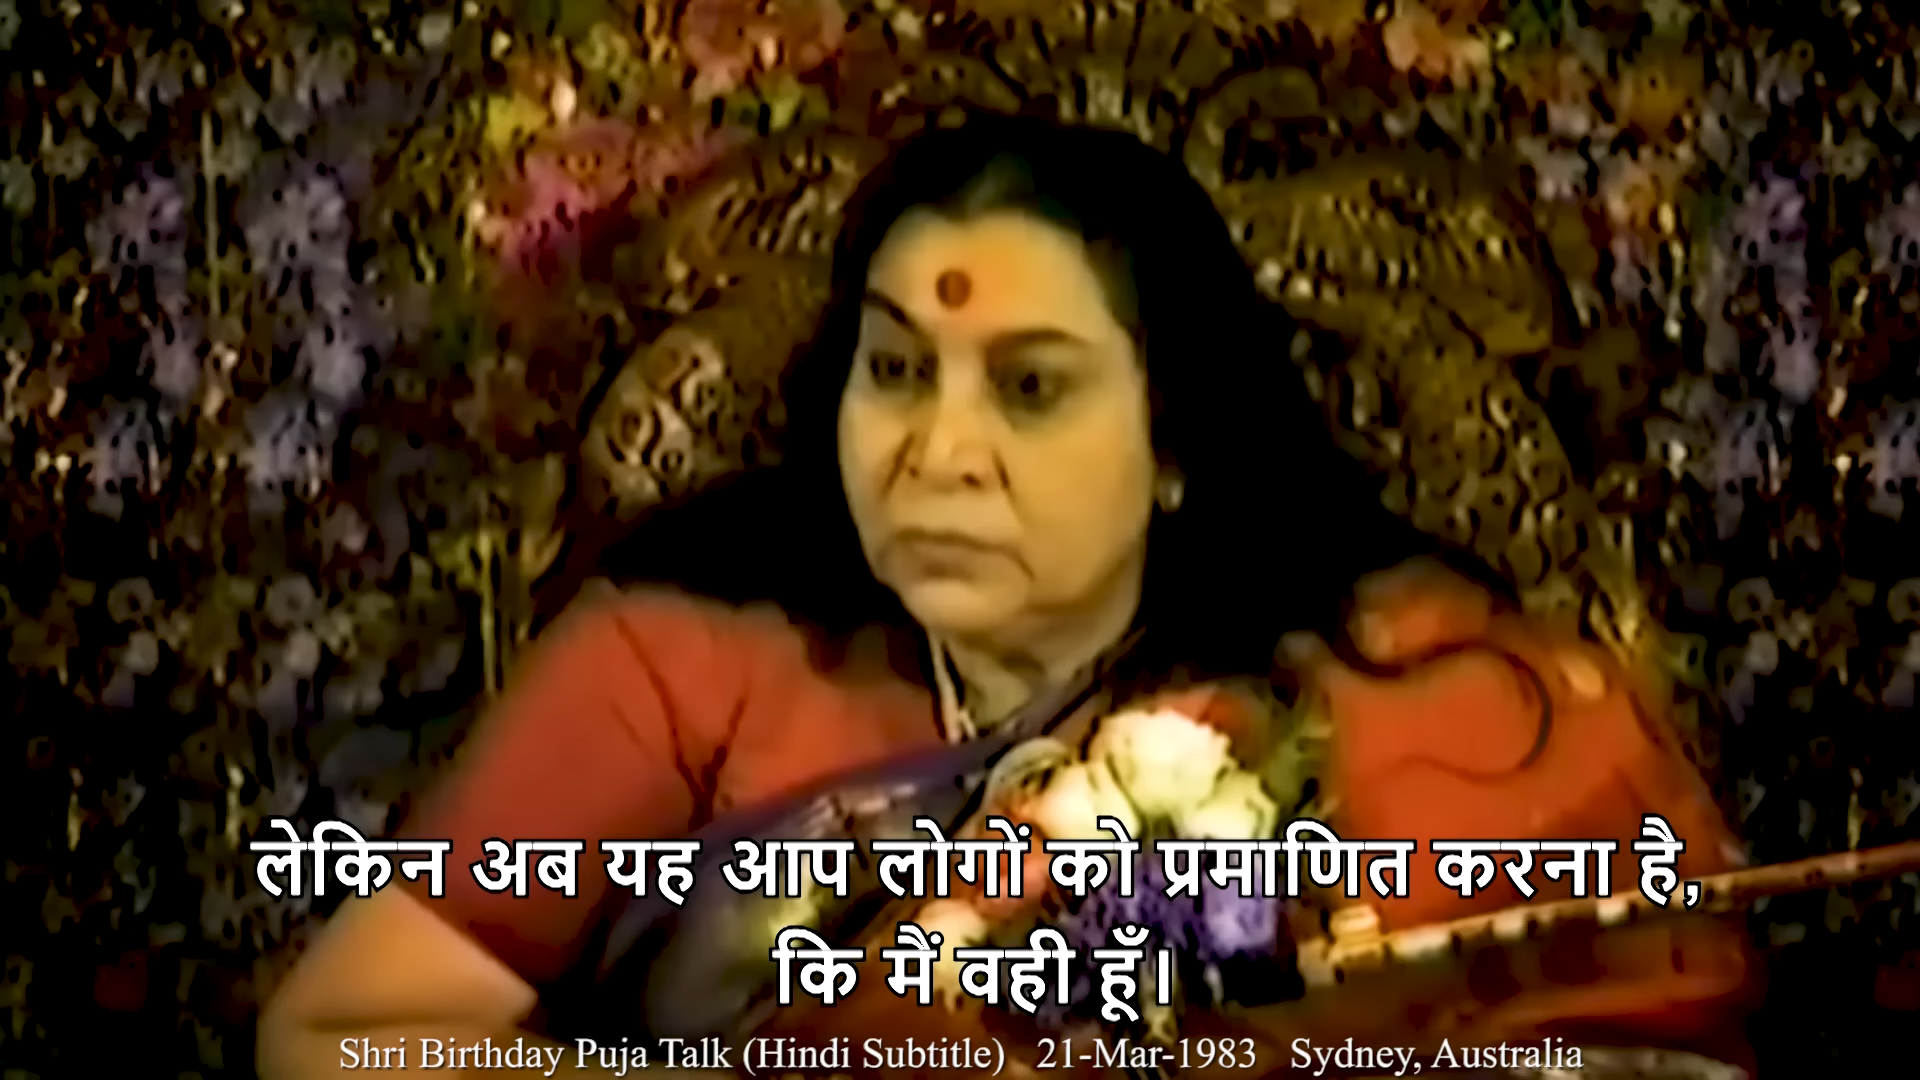 लेकिन अब यह आप लोगों को प्रमाणित करना है,
कि मैं वही हूँ।
Shri Birthday Puja Talk (Hindi Subtitle) 21-Mar-1983 Sydney, Australia